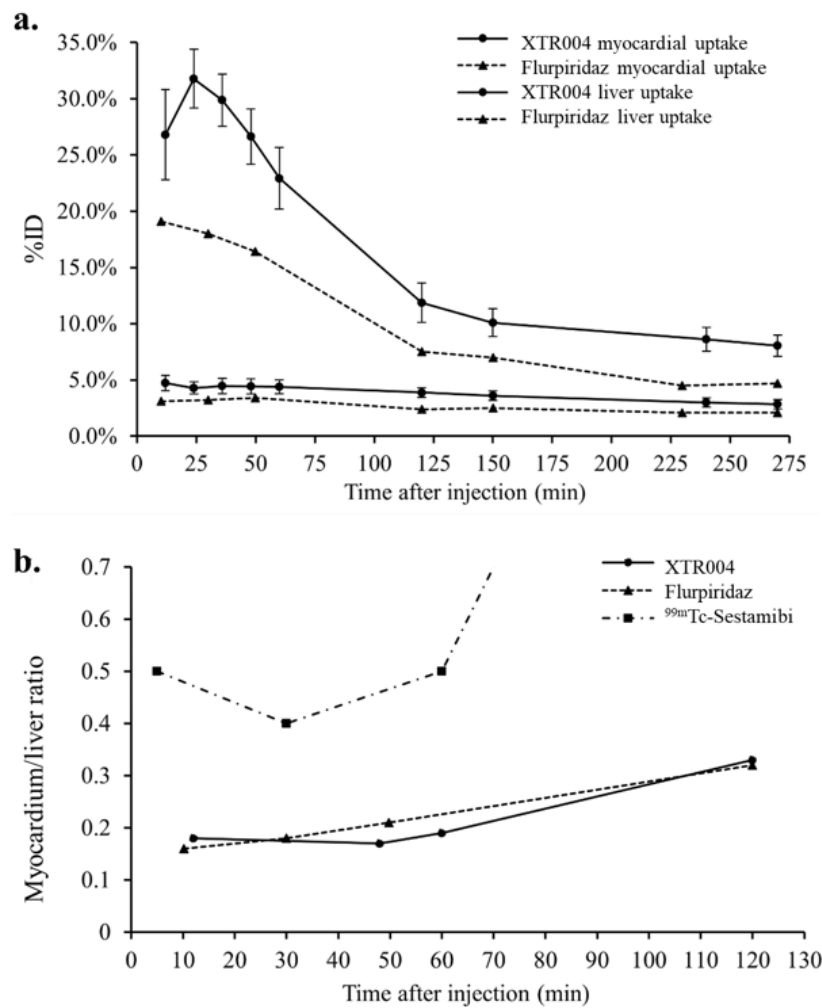 a.
35.0%
30.0%
25.0%
20.0%
15.0%
10.0%
5.0%
0.0%
%ID
XTR004 myocardial uptake
Flurpiridaz myocardial uptake
XTR004 liver uptake
Flurpiridaz liver uptake
0 25 50 75 100 125 150 175 200 225 250 275
Time after injection (min)
b.
0.7
0.6
0.5
0.4
0.3
0.2
0.1
0
Myocardium/liver ratio
XTR004
Flurpiridaz
⁹⁹ᵐTc-Sestamibi
0 10 20 30 40 50 60 70 80 90 100 110 120 130
Time after injection (min)